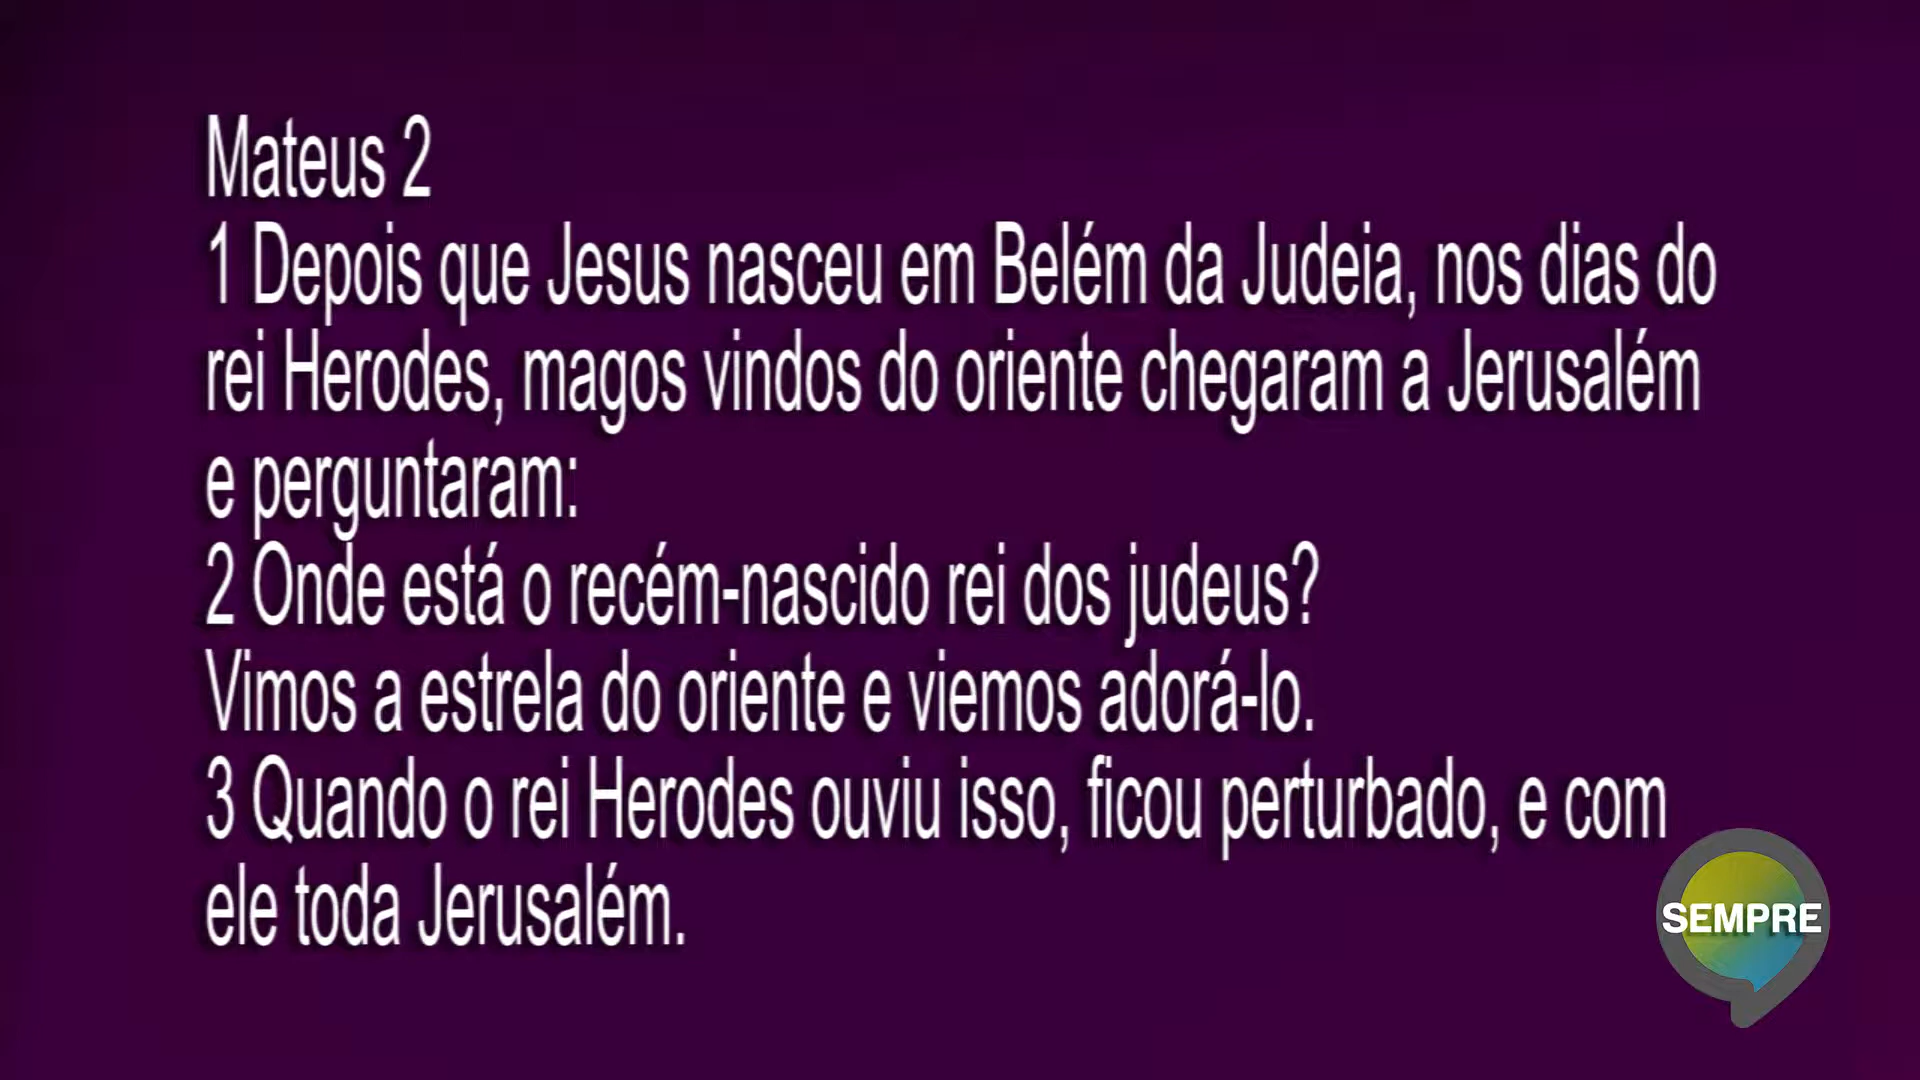 Mateus 2
1 Depois que Jesus nasceu em Belém da Judeia, nos dias do
rei Herodes, magos vindos do oriente chegaram a Jerusalém
e perguntaram:
2 Onde está o recém-nascido rei dos judeus?
Vimos a estrela do oriente e viemos adorá-lo.
3 Quando o rei Herodes ouviu isso, ficou perturbado, e com
ele toda Jerusalém.
SEMPRE